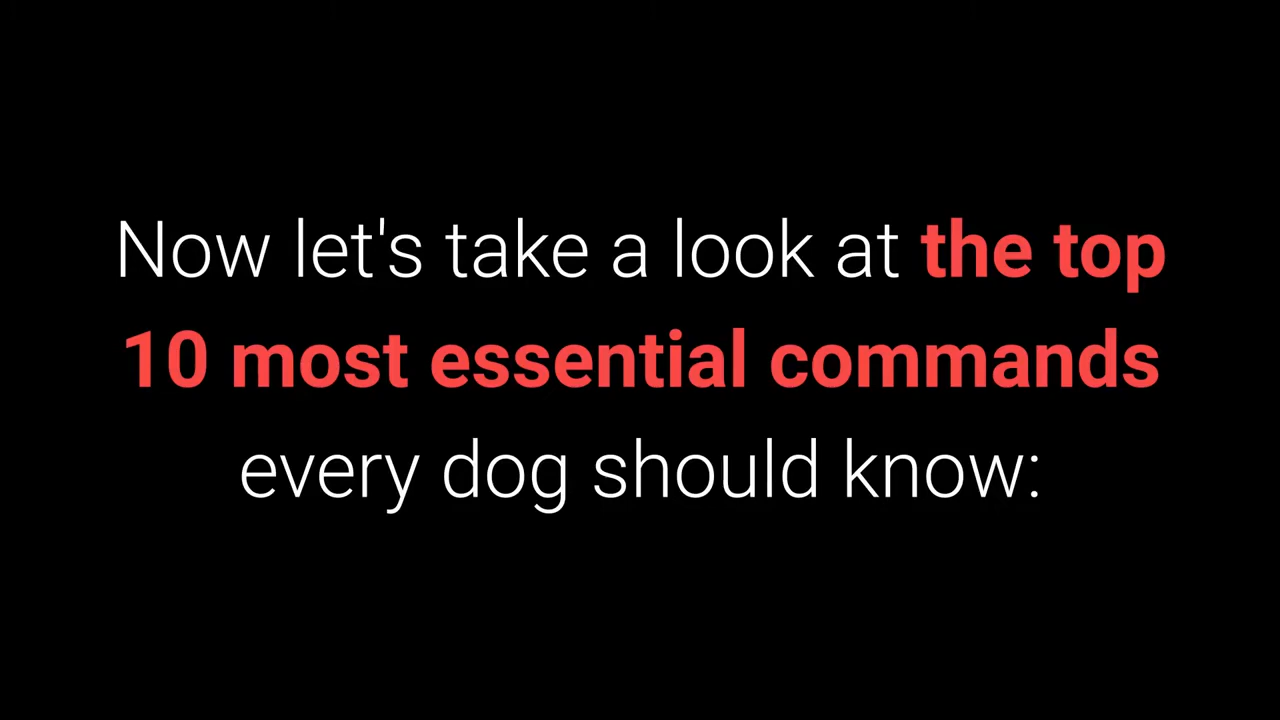 Now let's take a look at the top
10 most essential commands
every dog should know: